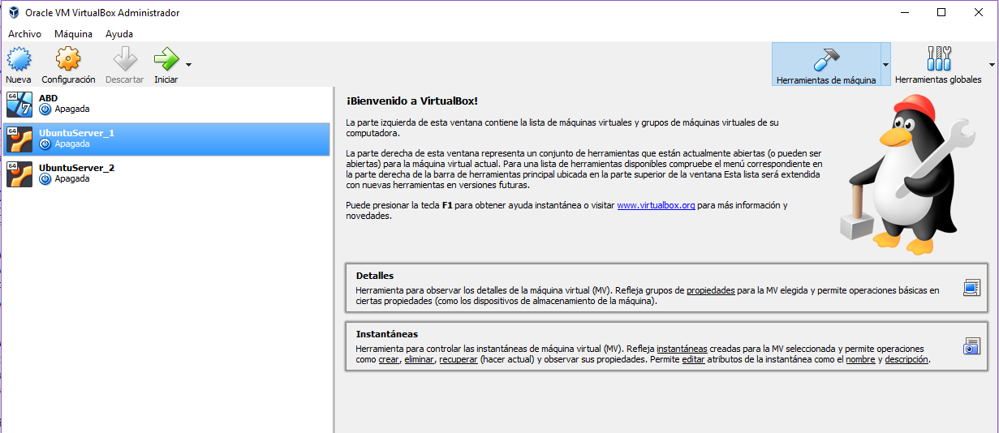 Oracle VM VirtualBox Administrador
Archivo Máquina Ayuda
Nueva Configuración Descartar Iniciar Herramientas de máquina Herramientas globales
64 7 ABD
Apagada
64 UbuntuServer_1
Apagada
64 UbuntuServer_2
Apagada
¡Bienvenido a VirtualBox!
La parte izquierda de esta ventana contiene la lista de máquinas virtuales y grupos de máquinas virtuales de su
computadora.
La parte derecha de esta ventana representa un conjunto de herramientas que están actualmente abiertas (o pueden ser
abiertas) para la máquina virtual actual. Para una lista de herramientas disponibles compruebe el menú correspondiente en
la parte derecha de la barra de herramientas principal ubicada en la parte superior de la ventana Esta lista será extendida
con nuevas herramientas en versiones futuras.
Puede presionar la tecla F1 para obtener ayuda instantánea o visitar www.virtualbox.org para más información y
novedades.
Detalles
Herramienta para observar los detalles de la máquina virtual (MV). Refleja grupos de propiedades para la MV elegida y permite operaciones básicas en
ciertas propiedades (como los dispositivos de almacenamiento de la máquina).
Instantáneas
Herramienta para controlar las instantáneas de máquina virtual (MV). Refleja instantáneas creadas para la MV seleccionada y permite operaciones
como crear, eliminar, recuperar (hacer actual) y observar sus propiedades. Permite editar atributos de la instantánea como el nombre y descripción.